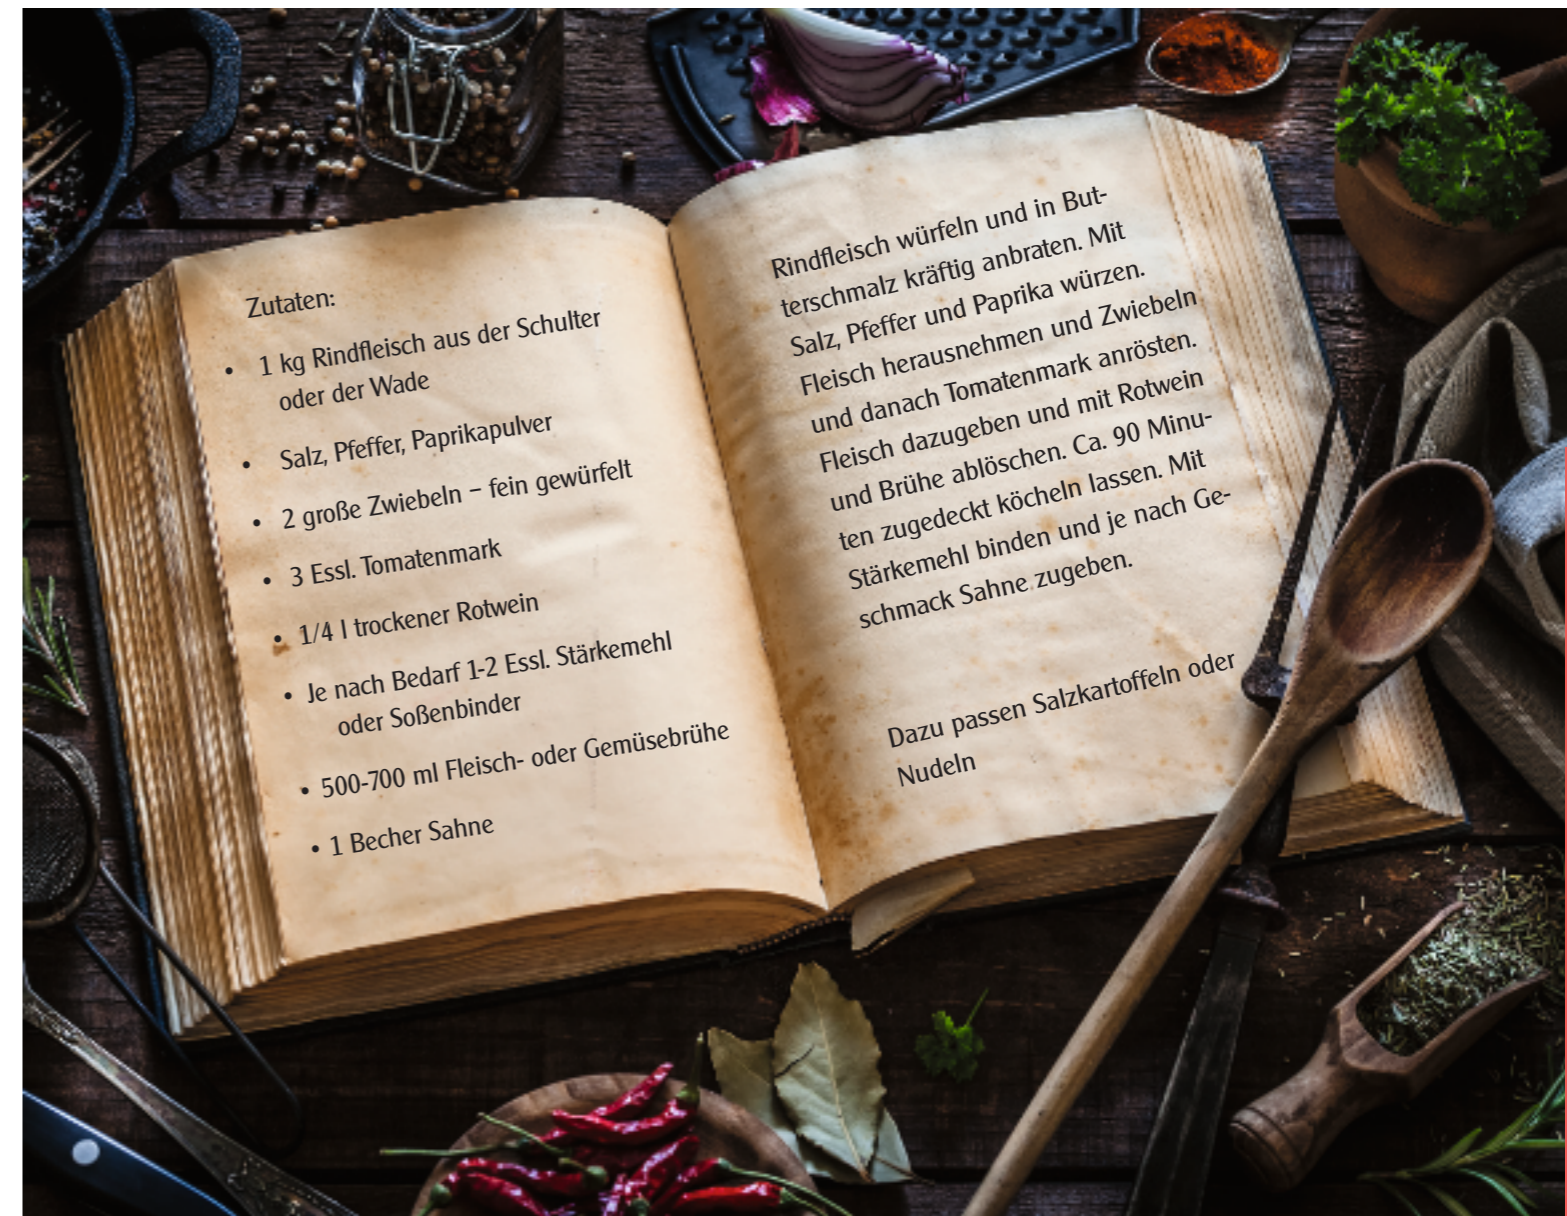 Zutaten:
• 1 kg Rindfleisch aus der Schulter
oder der Wade
• Salz, Pfeffer, Paprikapulver
• 2 große Zwiebeln – fein gewürfelt
• 3 Essl. Tomatenmark
• 1/4 l trockener Rotwein
• Je nach Bedarf 1-2 Essl. Stärkemehl
oder Soßenbinder
• 500-700 ml Fleisch- oder Gemüsebrühe
• 1 Becher Sahne
Rindfleisch würfeln und in But-
terschmalz kräftig anbraten. Mit
Salz, Pfeffer und Paprika würzen.
Fleisch herausnehmen und Zwiebeln
und danach Tomatenmark anrösten.
Fleisch dazugeben und mit Rotwein
und Brühe ablöschen. Ca. 90 Minu-
ten zugedeckt köcheln lassen. Mit
Stärkemehl binden und je nach Ge-
schmack Sahne zugeben.
Dazu passen Salzkartoffeln oder
Nudeln